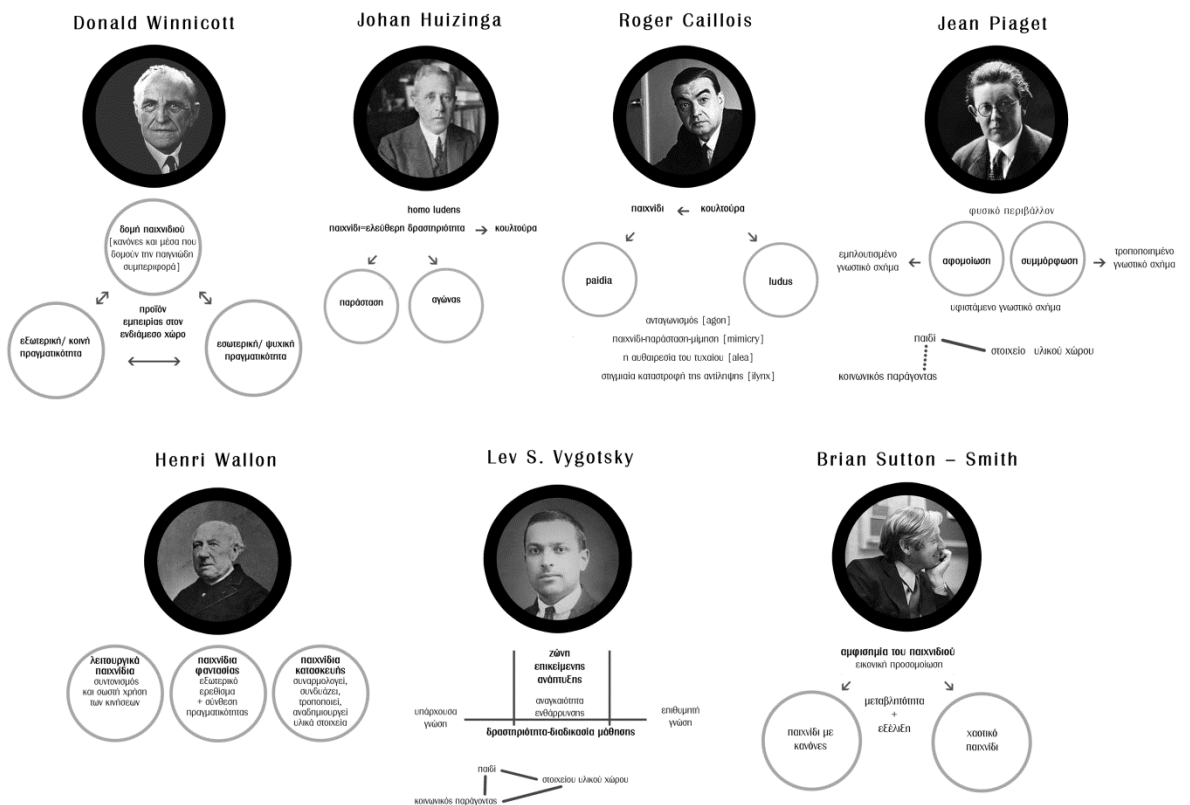 Donald Winnicott
δομή παιχνιδιού
[κανόνες και μέσα που
δομούν την παιγνιώδη
συμπεριφορά]
προϊόν
εμπειρίας στον
ενδιάμεσο χώρο
εξωτερική/ κοινή
πραγματικότητα
εσωτερική/ ψυχική
πραγματικότητα
Johan Huizinga
homo ludens
παιχνίδι=ελεύθερη δραστηριότητα → κουλτούρα
παράσταση
αγώνας
Roger Caillois
παιχνίδι ← κουλτούρα
paidia
ludus
ανταγωνισμός [agon]
παιχνίδι-παράσταση-μίμηση [mimicry]
η αυθαιρεσία του τυχαίου [alea]
στιγμιαία καταστροφή της αντίληψης [ilynx]
Jean Piaget
φυσικό περιβάλλον
εμπλουτισμένο
γνωστικό σχήμα
αφομοίωση
συμμόρφωση
τροποποιημένο
γνωστικό σχήμα
υφιστάμενο γνωστικό σχήμα
παιδί
στοιχείο υλικού χώρου
κοινωνικός παράγοντας
Henri Wallon
λειτουργικά
παιχνίδια
συντονισμός
και σωστή χρήση
των κινήσεων
παιχνίδια
φαντασίας
εξωτερικό
ερεθισμα
+ σύνθεση
πραγματικότητας
παιχνίδια
κατασκευής
συναρμολογεί,
συνδυάζει,
τροποποιεί,
αναδημιουργεί
υλικά στοιχεία
Lev S. Vygotsky
ζώνη
επικείμενης
ανάπτυξης
αναγκαιότητα
ενθάρρυνσης
υπάρχουσα
γνώση
επιθυμητή
γνώση
δραστηριότητα-διαδικασία μάθησης
παιδί
στοιχείου υλικού χώρου
κοινωνικός παράγοντας
Brian Sutton – Smith
αμφισημία του παιχνιδιού
εικονική προσομοίωση
μεταβλητότητα
+
εξέλιξη
παιχνίδι με
κανόνες
χαοτικό
παιχνίδι